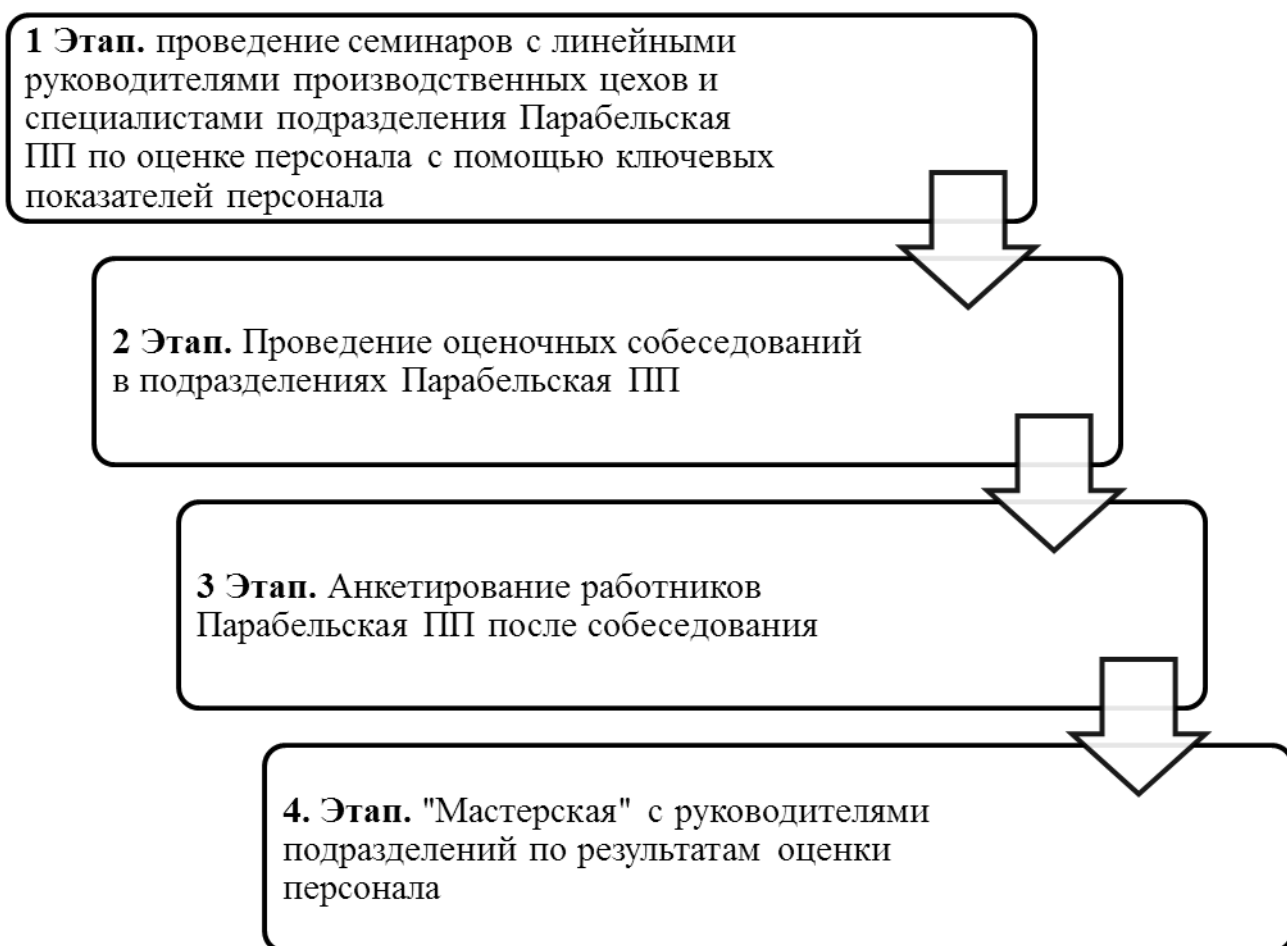 1 Этап. проведение семинаров с линейными
руководителями производственных цехов и
специалистами подразделения Парабельская
ПП по оценке персонала с помощью ключевых
показателей персонала
2 Этап. Проведение оценочных собеседований
в подразделениях Парабельская ПП
3 Этап. Анкетирование работников
Парабельская ПП после собеседования
4. Этап. "Мастерская" с руководителями
подразделений по результатам оценки
персонала